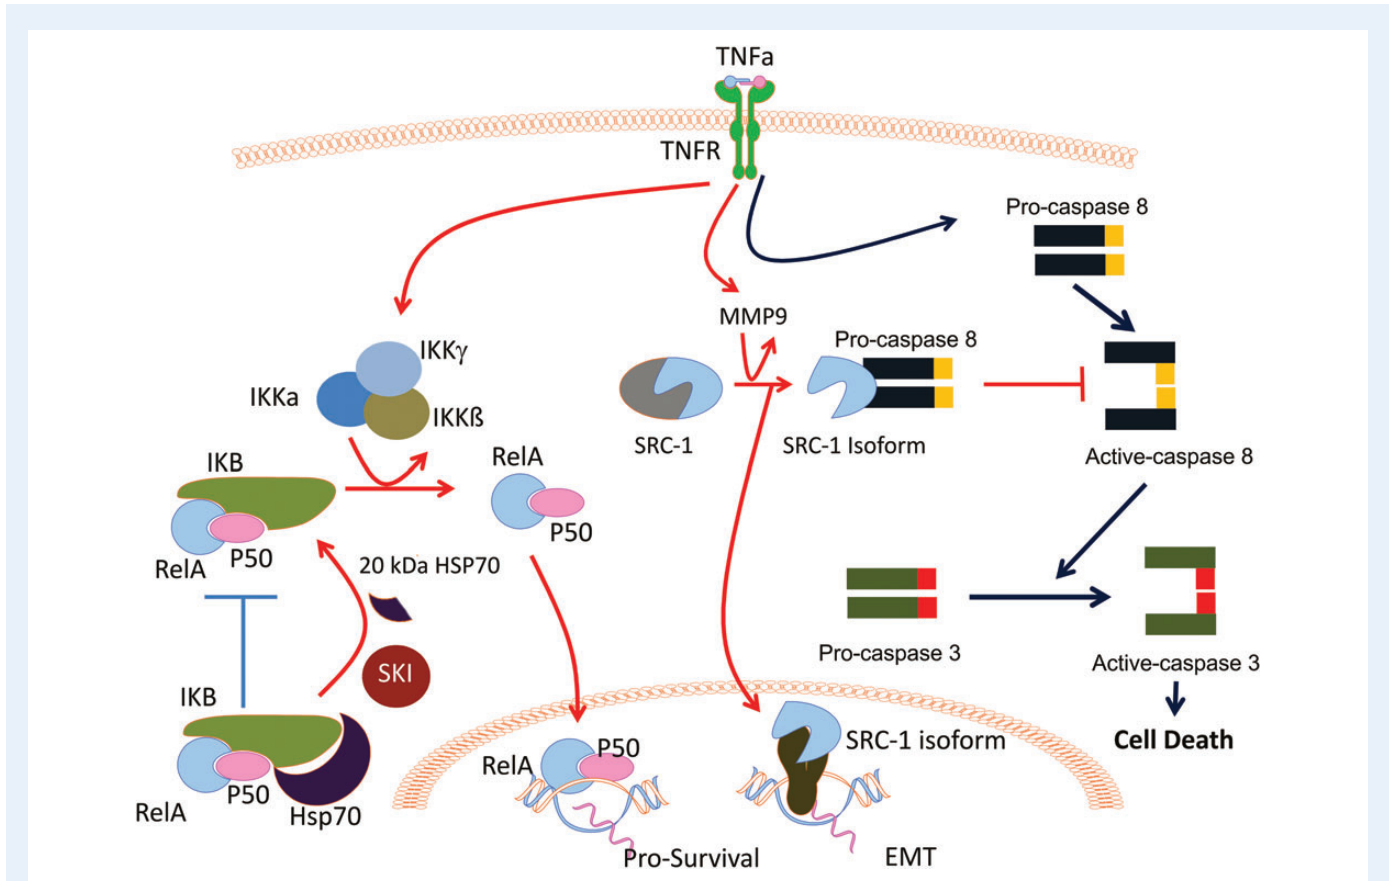 TNFa
TNFR
Pro-caspase 8
MMP9
Pro-caspase 8
IKKγ
IKKa
IKKß
SRC-1
SRC-1 Isoform
Active-caspase 8
IKB
RelA
P50
RelA
P50
20 kDa HSP70
SKI
Pro-caspase 3
Active-caspase 3
IKB
RelA
P50
Hsp70
RelA
P50
SRC-1 isoform
Cell Death
Pro-Survival
EMT